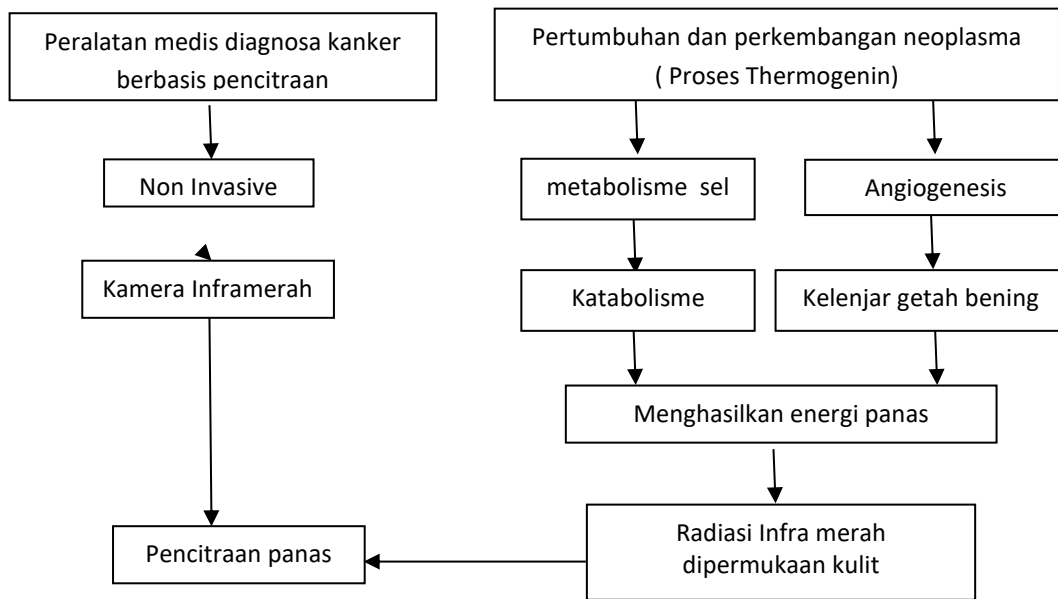 Peralatan medis diagnosa kanker
berbasis pencitraan
Pertumbuhan dan perkembangan neoplasma
( Proses Thermogenin)
Non Invasive
metabolisme sel
Angiogenesis
Kamera Inframerah
Katabolisme
Kelenjar getah bening
Menghasilkan energi panas
Pencitraan panas
Radiasi Infra merah
dipermukaan kulit